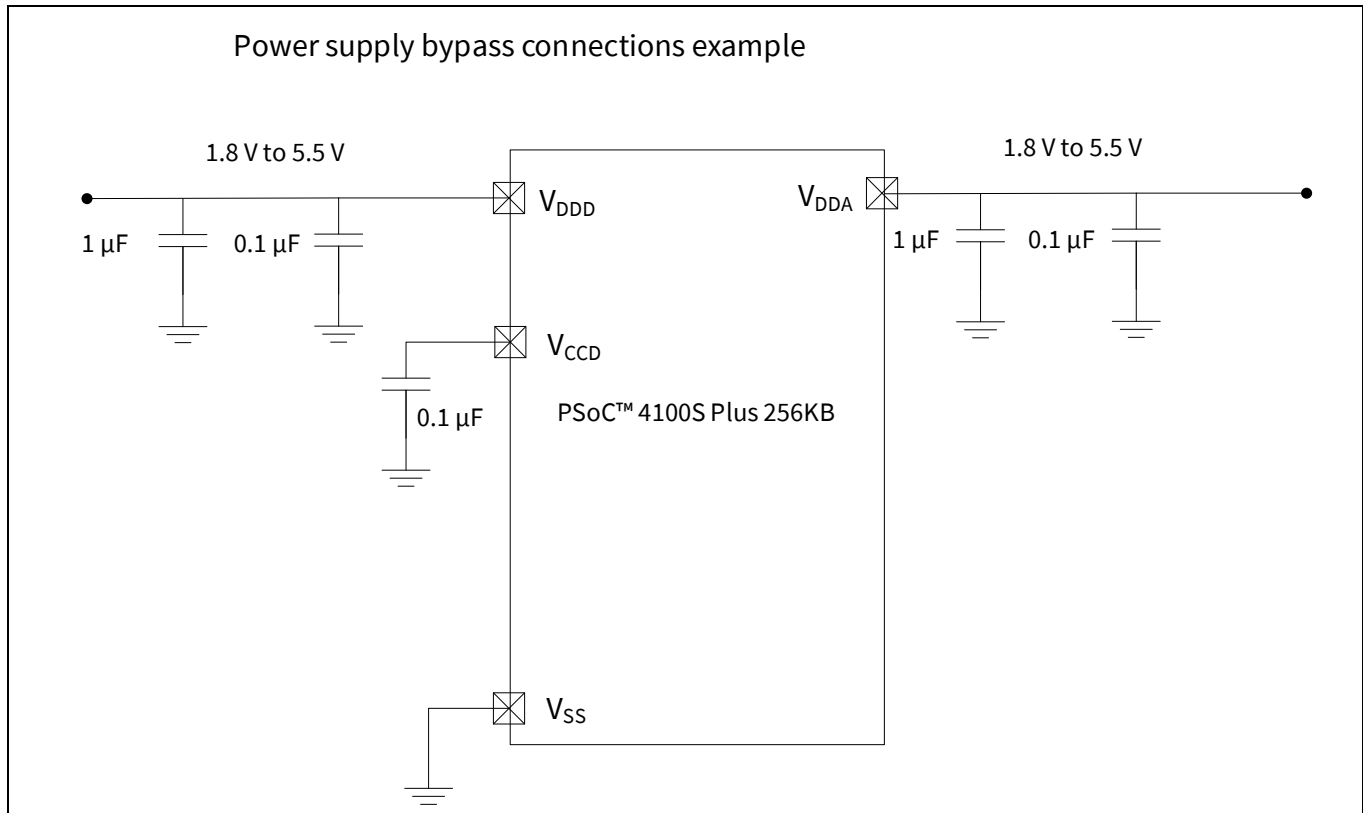 Power supply bypass connections example
1.8 V to 5.5 V
1.8 V to 5.5 V
VDDD
VDDA
1 µF
0.1 µF
1 µF
0.1 µF
VCCD
0.1 µF
PSoC™ 4100S Plus 256KB
VSS